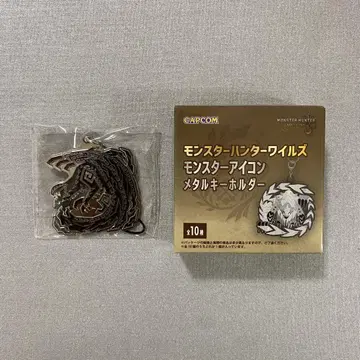 CAPCOM
MONSTER HUNTER
モンスターハンターワイルズ
モンスターアイコン
メタルキーホルダー
全10種